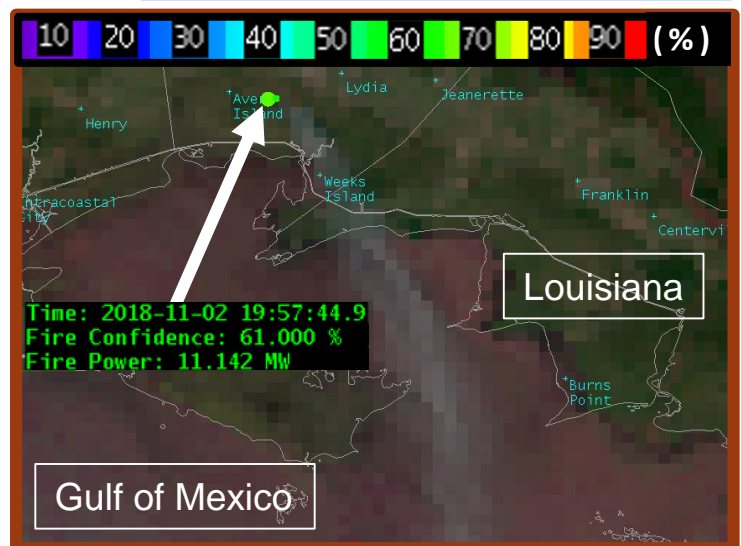 10 20 30 40 50 60 70 80 90 (%)
Lydia
Jeanerette
Island
Henry
Weeks
Island
Franklin
ntracoastal
City
Centervi
Louisiana
Time: 2018-11-02 19:57:44.9
Fire Confidence: 61.000 %
Fire Power: 11.142 MW
Burns
Point
Gulf of Mexico